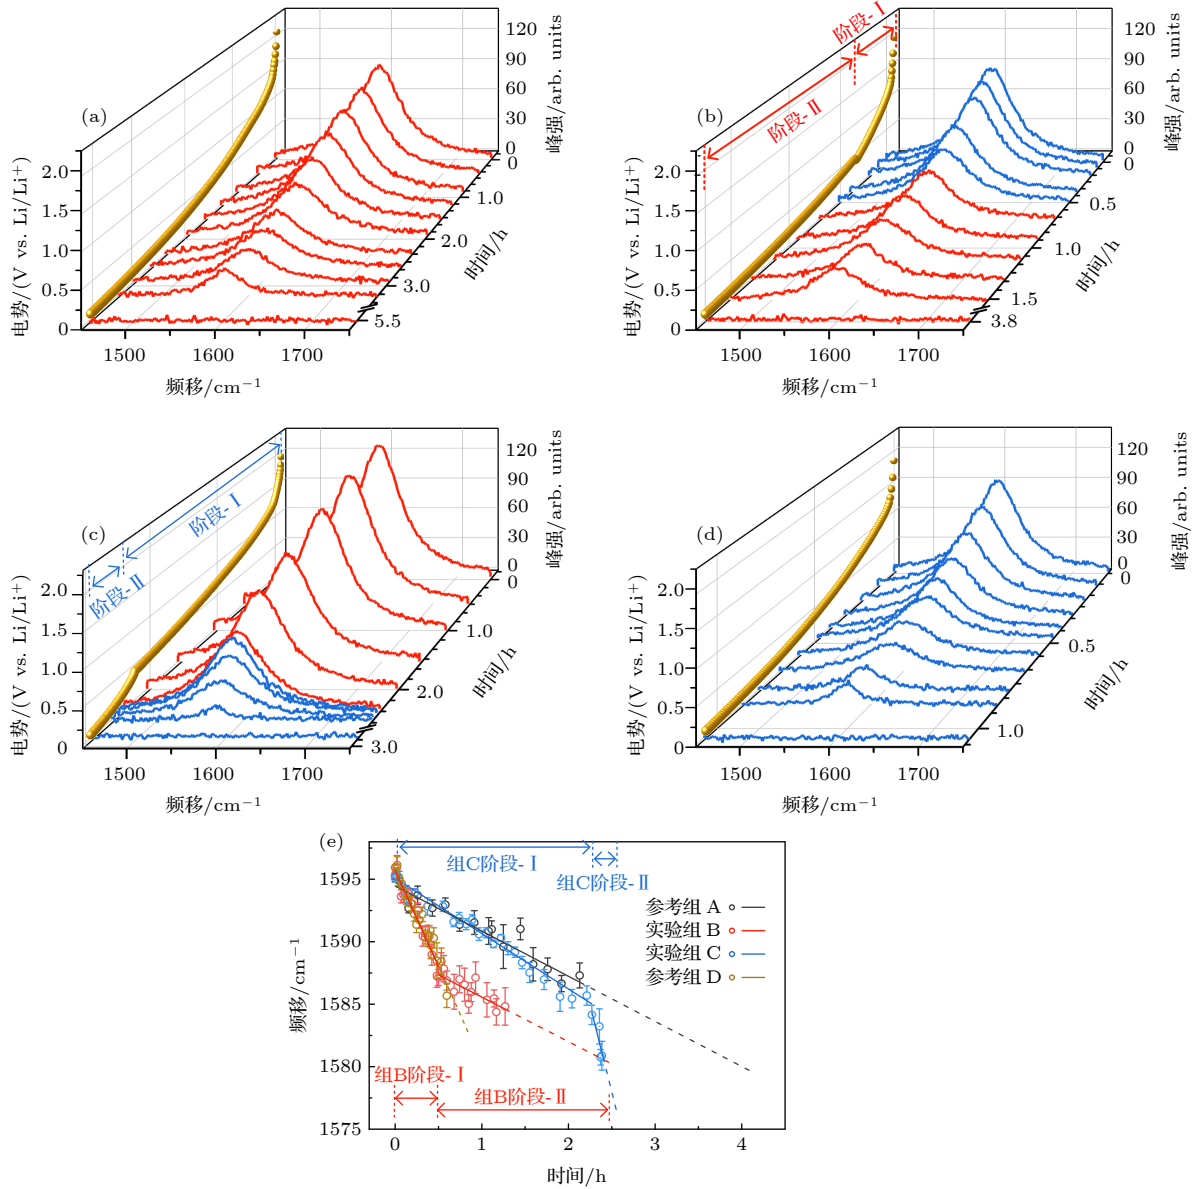 (a)
电势/(V vs. Li/Li⁺)
2.0
1.5
1.0
0.5
0
1500
1600
1700
频移/cm⁻¹
120
90
60
30
0
峰强/arb. units
0
1.0
2.0
3.0
5.5
时间/h
(b)
阶段-Ⅰ
阶段-Ⅱ
电势/(V vs. Li/Li⁺)
2.0
1.5
1.0
0.5
0
1500
1600
1700
频移/cm⁻¹
120
90
60
30
0
峰强/arb. units
0
0.5
1.0
1.5
3.8
时间/h
(c)
阶段-Ⅰ
阶段-Ⅱ
电势/(V vs. Li/Li⁺)
2.0
1.5
1.0
0.5
0
1500
1600
1700
频移/cm⁻¹
120
90
60
30
0
峰强/arb. units
0
1.0
2.0
3.0
时间/h
(d)
电势/(V vs. Li/Li⁺)
2.0
1.5
1.0
0.5
0
1500
1600
1700
频移/cm⁻¹
120
90
60
30
0
峰强/arb. units
0
0.5
1.0
时间/h
(e)
组C阶段-Ⅰ
组C阶段-Ⅱ
参考组 A
实验组 B
实验组 C
参考组 D
组B阶段-Ⅰ
组B阶段-Ⅱ
频移/cm⁻¹
1595
1590
1585
1580
1575
0
1
2
3
4
时间/h